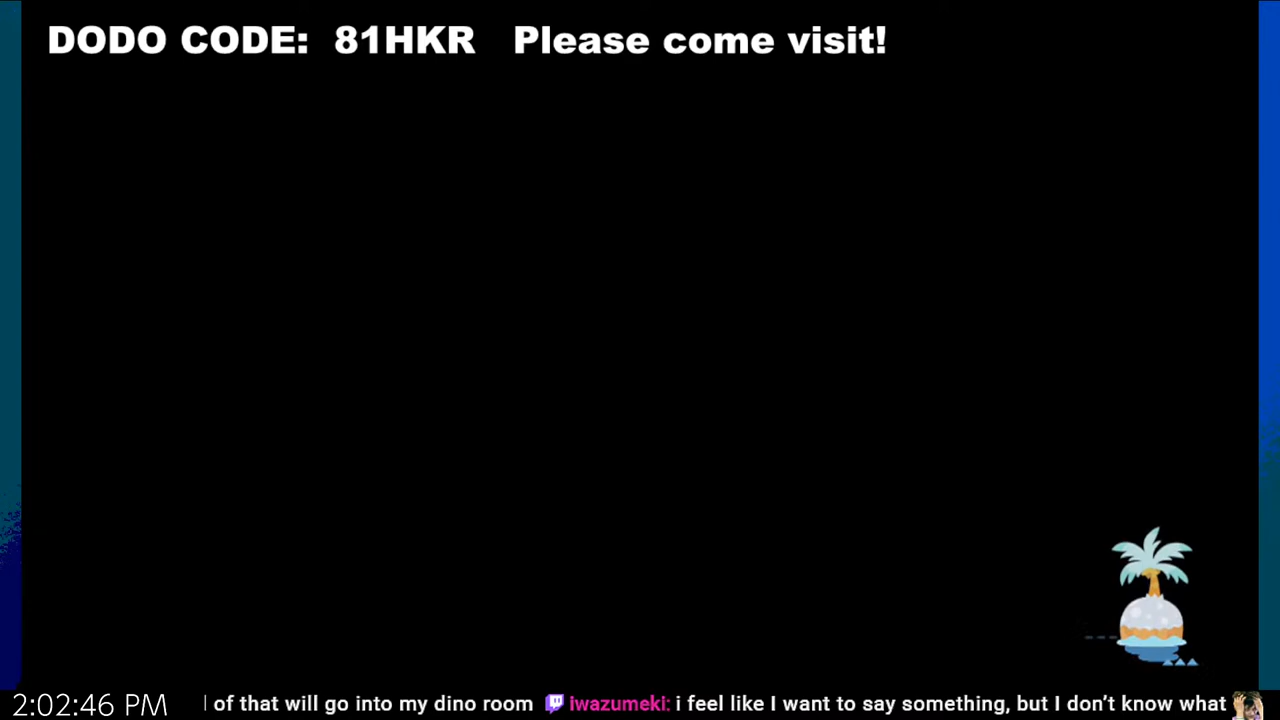 DODO CODE: 81HKR Please come visit!
2:02:46 PM of that will go into my dino room iwazumeki: i feel like I want to say something, but I don’t know what